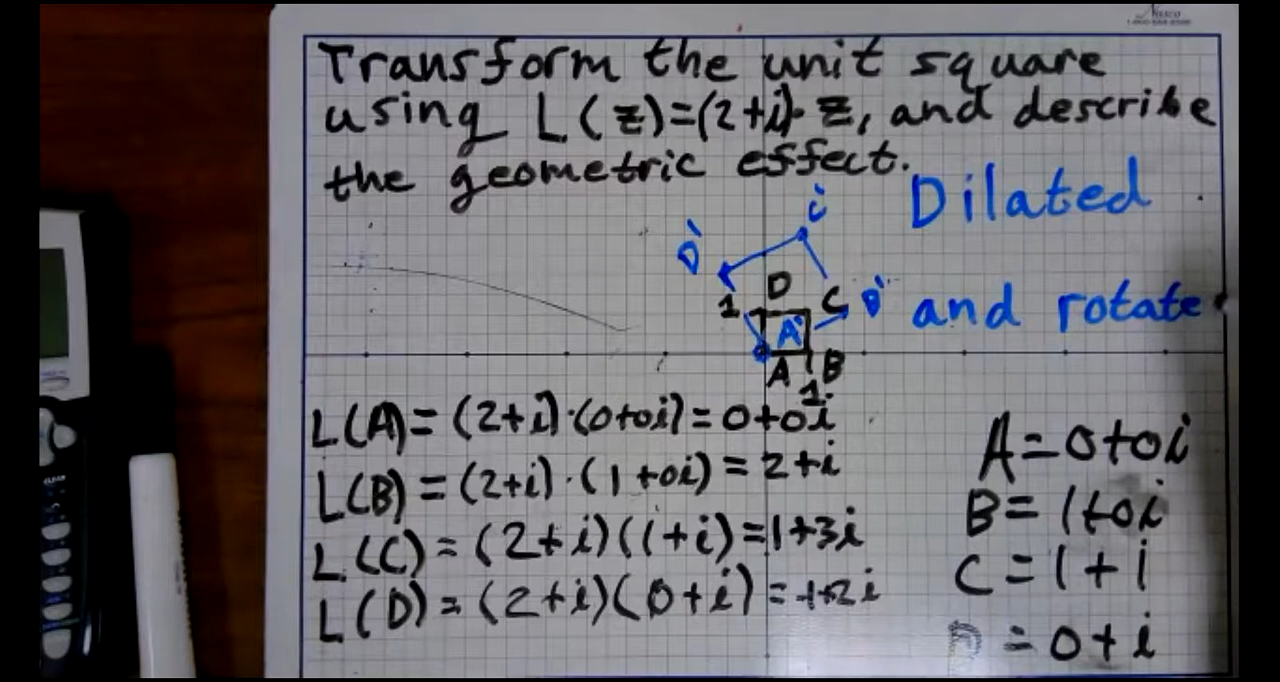 Nasco
Transform the unit square
using L(z)=(2+i)·z, and describe
the geometric effect.
Dilated
and rotate
D'
C'
D
1
C
B'
A'
A
B
1
L(A)=(2+i)·(0+0i)=0+0i
L(B)=(2+i)·(1+0i)=2+i
L(C)=(2+i)(1+i)=1+3i
L(D)=(2+i)(0+i)=-1+2i
A=0+0i
B=1+0i
C=1+i
D=0+i